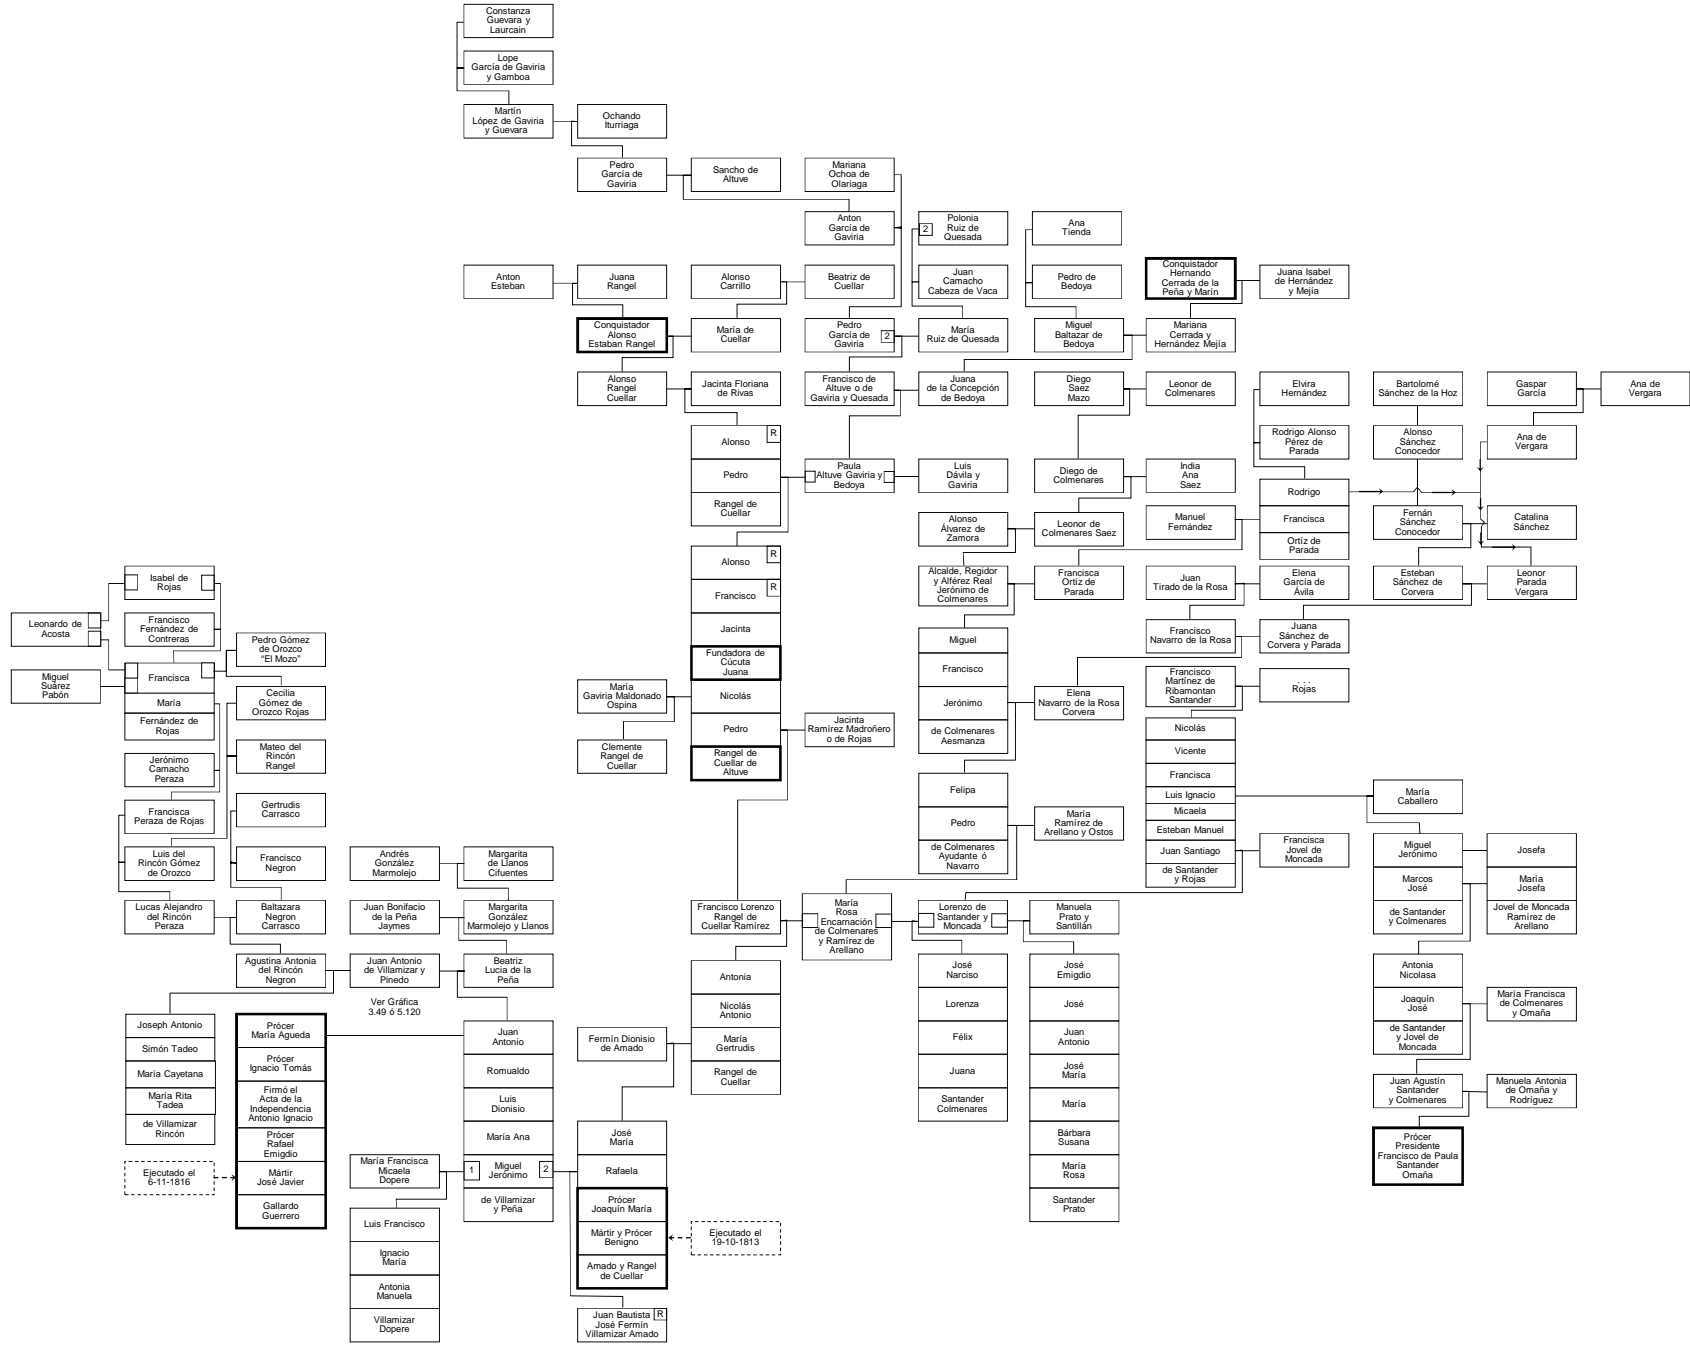 Constanza
Guevara y
Laurcain
Lope
García de Gaviria
y Gamboa
Martín
López de Gaviria
y Guevara
Ochando
Iturriaga
Pedro
García de
Gaviria
Sancho de
Altuve
Mariana
Ochoa de
Olariaga
Anton
García de
Gaviria
2
Polonia
Ruiz de
Quesada
Ana
Tienda
Anton
Esteban
Juana
Rangel
Alonso
Carrillo
Beatriz de
Cuellar
Juan
Camacho
Cabeza de Vaca
Pedro de
Bedoya
Conquistador
Hernando
Cerrada de la
Peña y Marín
Juana Isabel
de Hernández
y Mejía
Conquistador
Alonso
Estaban Rangel
María de
Cuellar
Pedro
García de
Gaviria
2
María
Ruiz de Quesada
Miguel
Baltazar de
Bedoya
Mariana
Cerrada y
Hernández Mejía
Alonso
Rangel
Cuellar
Jacinta Floriana
de Rivas
Francisco de
Altuve o de
Gaviria y Quesada
Juana
de la Concepción
de Bedoya
Diego
Saez
Mazo
Leonor de
Colmenares
Elvira
Hernández
Bartolomé
Sánchez de la Hoz
Gaspar
García
Ana de
Vergara
Alonso
R
Pedro
Rangel de
Cuellar
Paula
Altuve Gaviria y
Bedoya
Luis
Dávila y
Gaviria
Diego de
Colmenares
India
Ana
Saez
Rodrigo Alonso
Pérez de
Parada
Alonso
Sánchez
Conocedor
Ana de
Vergara
Rodrigo
Francisca
Ortíz de
Parada
Alonso
Álvarez de
Zamora
Leonor de
Colmenares Saez
Manuel
Fernández
Fernán
Sánchez
Conocedor
Catalina
Sánchez
Alonso
R
Francisco
R
Jacinta
Fundadora de
Cúcuta
Juana
Nicolás
Pedro
Rangel de
Cuellar de
Altuve
Alcalde, Regidor
y Alférez Real
Jerónimo de
Colmenares
Francisca
Ortíz de
Parada
Juan
Tirado de la Rosa
Elena
García de
Ávila
Esteban
Sánchez de
Corvera
Leonor
Parada
Vergara
Isabel de
Rojas
Leonardo de
Acosta
Francisco
Fernández de
Contreras
Pedro Gómez
de Orozco
"El Mozo"
Miguel
Suárez
Pabón
Francisca
María
Fernández de
Rojas
Cecilia
Gómez de
Orozco Rojas
Mateo del
Rincón
Rangel
Jerónimo
Camacho
Peraza
Francisca
Peraza de Rojas
Gertrudis
Carrasco
Luis del
Rincón Gómez
de Orozco
Francisco
Negron
María
Gaviria Maldonado
Ospina
Clemente
Rangel de
Cuellar
Jacinta
Ramírez Madroñero
o de Rojas
Miguel
Francisco
Jerónimo
de Colmenares
Aesmanza
Elena
Navarro de la Rosa
Corvera
Francisco
Navarro de la Rosa
Juana
Sánchez de
Corvera y Parada
Francisco
Martínez de
Ribamontan
Santander
. . .
Rojas
Nicolás
Vicente
Francisca
Luis Ignacio
Micaela
Esteban Manuel
Juan Santiago
de Santander
y Rojas
Felipa
Pedro
de Colmenares
Ayudante ó
Navarro
María
Ramírez de
Arellano y Ostos
María
Caballero
Francisca
Jovel de
Moncada
Miguel
Jerónimo
Marcos
José
de Santander
y Colmenares
Josefa
María
Josefa
Jovel de Moncada
Ramírez de
Arellano
Andrés
González
Marmolejo
Margarita
de Llanos
Cifuentes
Lucas Alejandro
del Rincón
Peraza
Baltazara
Negron
Carrasco
Juan Bonifacio
de la Peña
Jaymes
Margarita
González
Marmolejo y Llanos
Francisco Lorenzo
Rangel de
Cuellar Ramírez
María
Rosa
Encarnación
de Colmenares
y Ramírez de
Arellano
Lorenzo de
Santander y
Moncada
Manuela
Prato y
Santillán
Agustina Antonia
del Rincón
Negron
Juan Antonio
de Villamizar y
Pinedo
Ver Gráfica
3.49 ó 5.120
Beatriz
Lucia de la
Peña
Antonia
Nicolás
Antonio
María
Gertrudis
Rangel de
Cuellar
José
Narciso
Lorenza
Félix
Juana
Santander
Colmenares
José
Emigdio
José
Juan
Antonio
José
María
María
Bárbara
Susana
María
Rosa
Santander
Prato
Antonia
Nicolasa
Joaquín
José
de Santander
y Jovel de
Moncada
María Francisca
de Colmenares
y Omaña
Juan Agustín
Santander
y Colmenares
Manuela Antonia
de Omaña y
Rodríguez
Prócer
Presidente
Francisco de Paula
Santander
Omaña
Joseph Antonio
Simón Tadeo
María Cayetana
María Rita
Tadea
de Villamizar
Rincón
Prócer
María Agueda
Prócer
Ignacio Tomás
Firmó el
Acta de la
Independencia
Antonio Ignacio
Prócer
Rafael
Emigdio
Mártir
José Javier
Gallardo
Guerrero
Ejecutado el
6-11-1816
Juan
Antonio
Romualdo
Luis
Dionisio
María Ana
1
Miguel
Jerónimo
2
de Villamizar
y Peña
María Francisca
Micaela
Dopere
Luis Francisco
Ignacio
María
Antonia
Manuela
Villamizar
Dopere
Fermín Dionisio
de Amado
José
María
Rafaela
Prócer
Joaquín María
Mártir y Prócer
Benigno
Amado y Rangel
de Cuellar
Ejecutado el
19-10-1813
Juan Bautista
R
José Fermín
Villamizar Amado